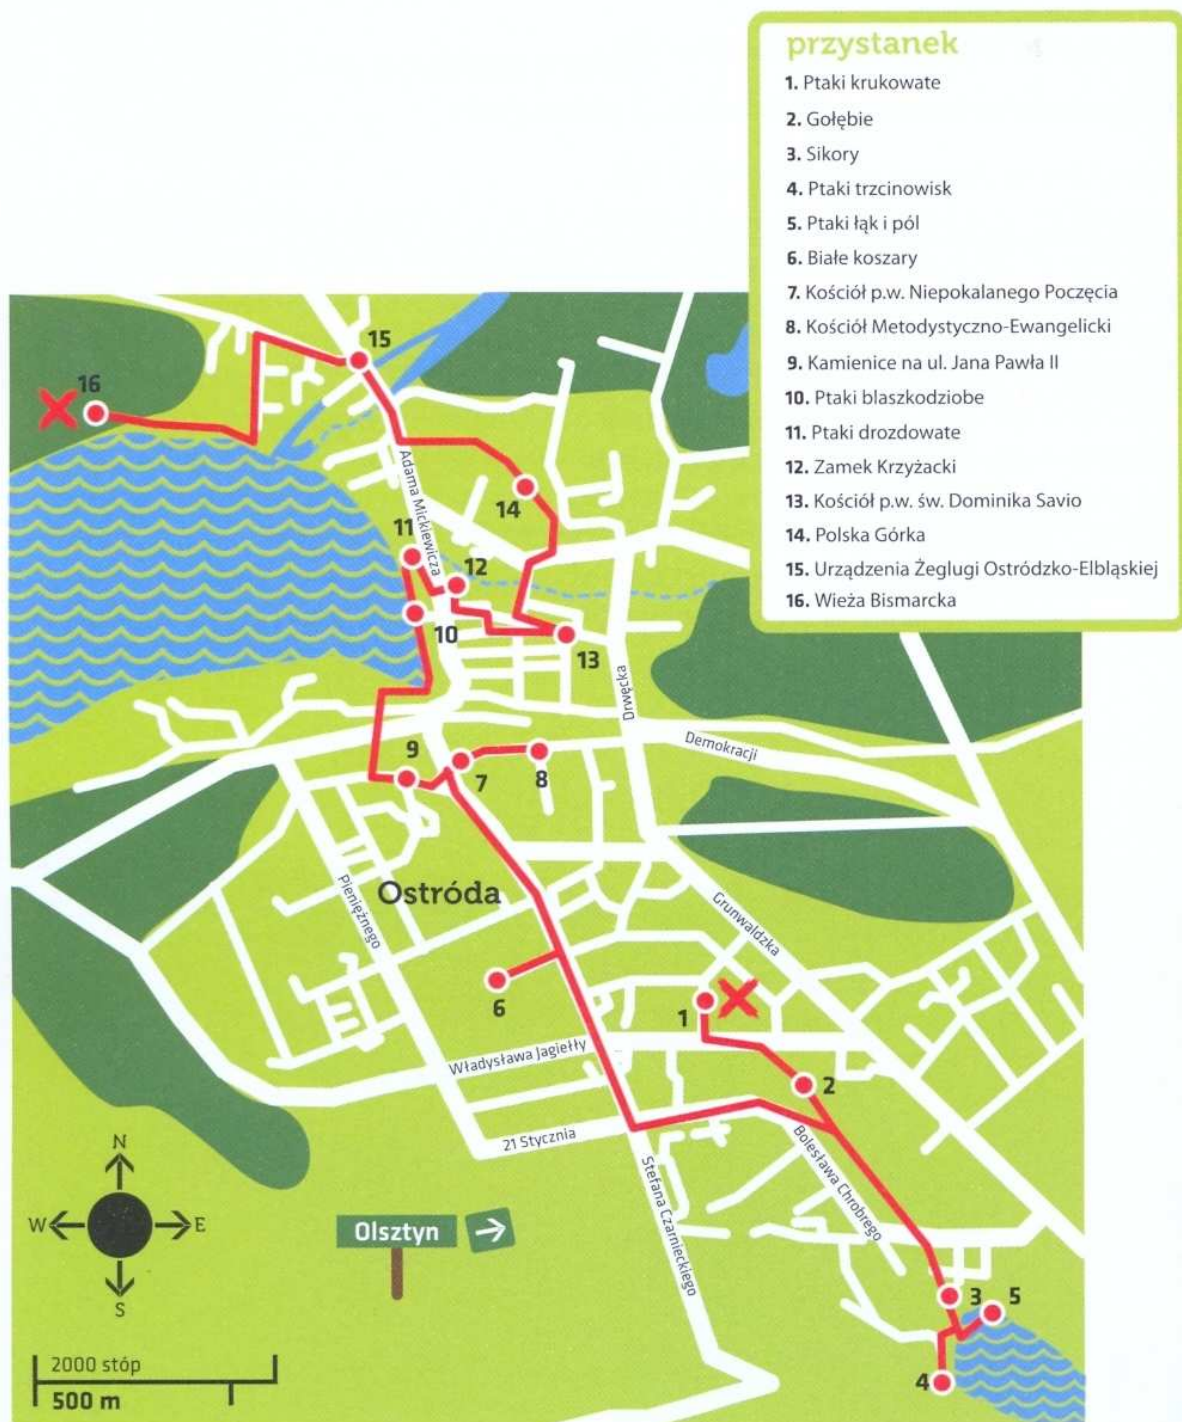 przystanek
1. Ptaki krukowate
2. Gołębie
3. Sikory
4. Ptaki trzcinowisk
5. Ptaki łąk i pól
6. Białe koszary
7. Kościół p.w. Niepokalanego Poczęcia
8. Kościół Metodystyczno-Ewangelicki
9. Kamienice na ul. Jana Pawła II
10. Ptaki blaszkodziobe
11. Ptaki drozdowate
12. Zamek Krzyżacki
13. Kościół p.w. św. Dominika Savio
14. Polska Górka
15. Urządzenia Żeglugi Ostródzko-Elbląskiej
16. Wieża Bismarcka
15
16
Adama Mickiewicza
14
11
12
10
13
Drwęcka
Demokracji
9
7
8
Ostróda
Pieniężnego
Grunwaldzka
6
1
Władysława Jagiełły
2
21 Stycznia
Bolesława Chrobrego
Stefana Czarnieckiego
N
W
E
S
Olsztyn
3
5
4
2000 stóp
500 m